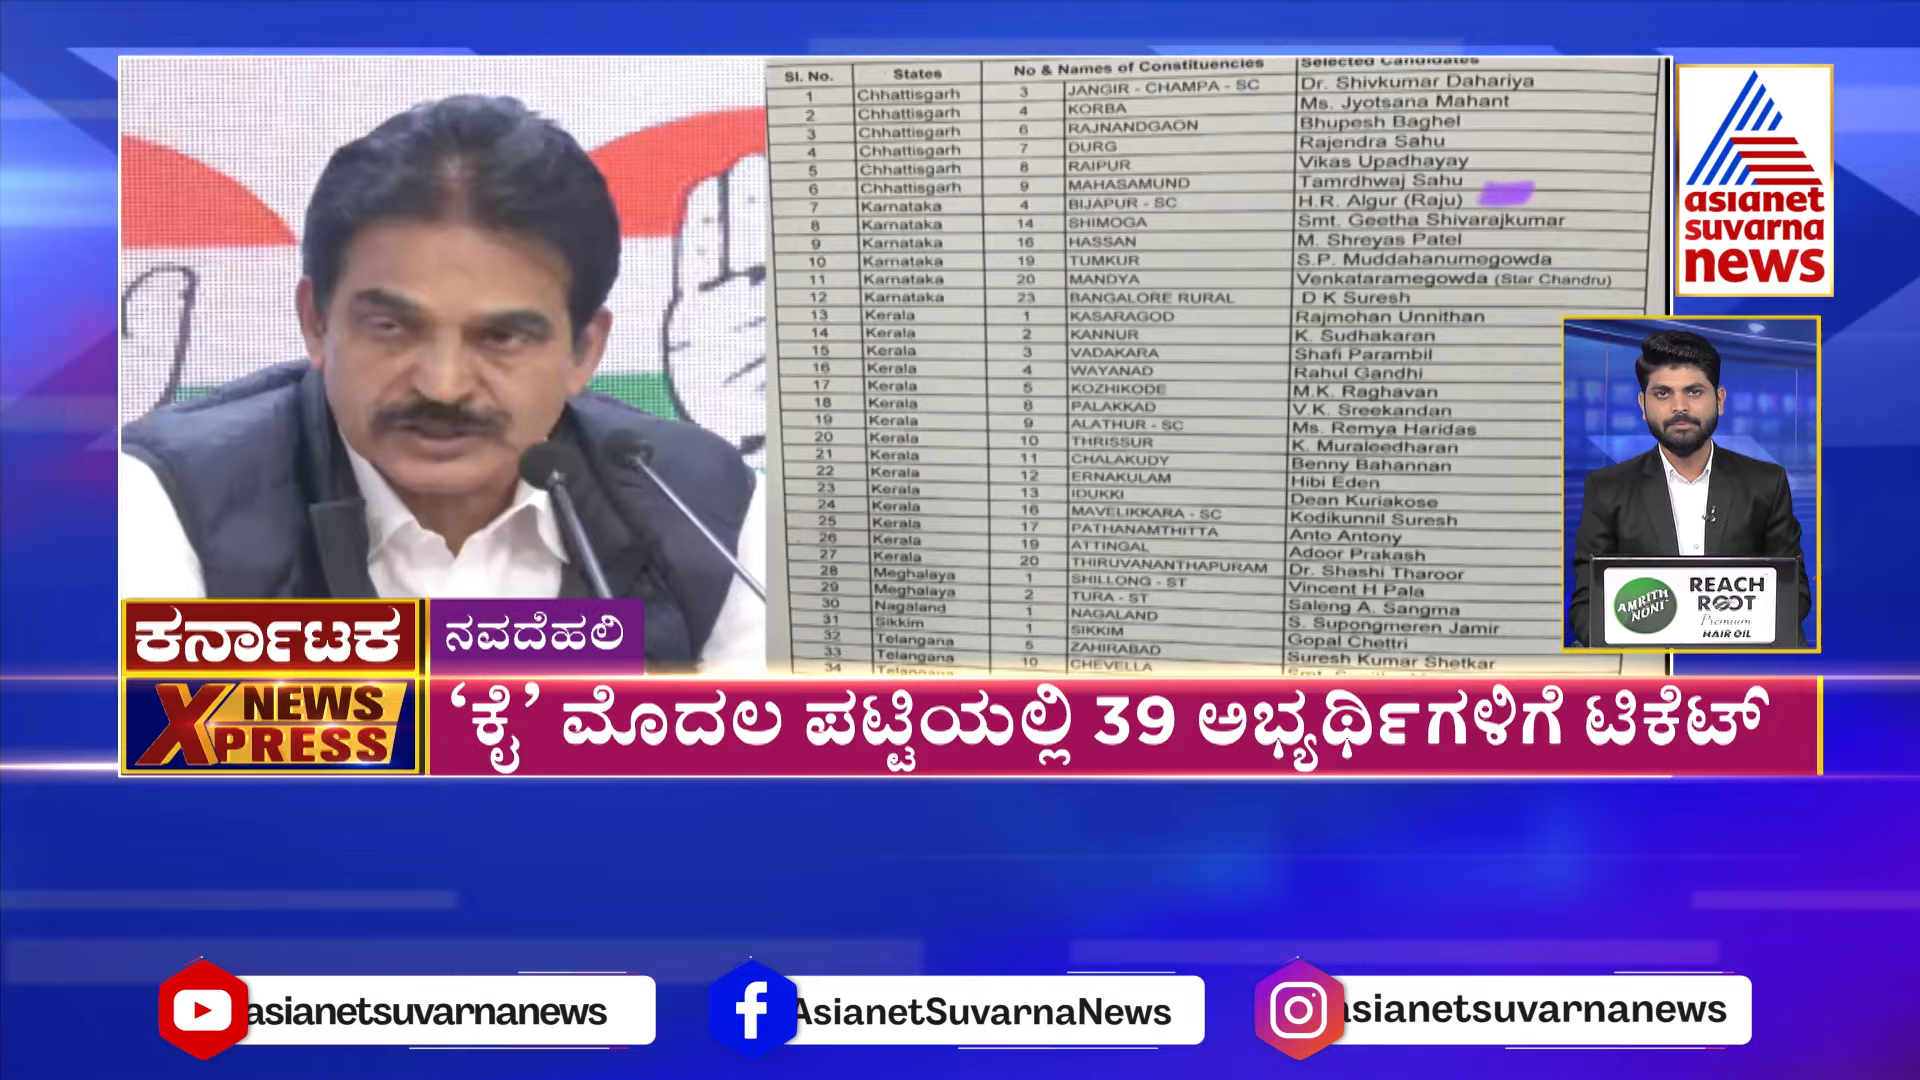 Sl. No. States No & Names of Constituencies Selected Candidates
1 Chhattisgarh 3 JANGIR - CHAMPA - SC Dr. Shivkumar Dahariya
2 Chhattisgarh 4 KORBA Ms. Jyotsana Mahant
3 Chhattisgarh 6 RAJNANDGAON Bhupesh Baghel
4 Chhattisgarh 7 DURG Rajendra Sahu
5 Chhattisgarh 8 RAIPUR Vikas Upadhayay
6 Chhattisgarh 9 MAHASAMUND Tamrdhwaj Sahu
7 Karnataka 4 BIJAPUR - SC H.R. Algur (Raju)
8 Karnataka 14 SHIMOGA Smt. Geetha Shivarajkumar
9 Karnataka 16 HASSAN M. Shreyas Patel
10 Karnataka 19 TUMKUR S.P. Muddahanumegowda
11 Karnataka 20 MANDYA Venkataramegowda (Star Chandru)
12 Karnataka 23 BANGALORE RURAL D K Suresh
13 Kerala 1 KASARAGOD Rajmohan Unnithan
14 Kerala 2 KANNUR K. Sudhakaran
15 Kerala 3 VADAKARA Shafi Parambil
16 Kerala 4 WAYANAD Rahul Gandhi
17 Kerala 5 KOZHIKODE M.K. Raghavan
18 Kerala 8 PALAKKAD V.K. Sreekandan
19 Kerala 9 ALATHUR - SC Ms. Remya Haridas
20 Kerala 10 THRISSUR K. Muraleedharan
21 Kerala 11 CHALAKUDY Benny Bahannan
22 Kerala 12 ERNAKULAM Hibi Eden
23 Kerala 13 IDUKKI Dean Kuriakose
24 Kerala 16 MAVELIKKARA - SC Kodikunnil Suresh
25 Kerala 17 PATHANAMTHITTA Anto Antony
26 Kerala 19 ATTINGAL Adoor Prakash
27 Kerala 20 THIRUVANANTHAPURAM Dr. Shashi Tharoor
28 Meghalaya 1 SHILLONG - ST Vincent H Pala
29 Meghalaya 2 TURA - ST Saleng A. Sangma
30 Nagaland 1 NAGALAND S. Supongmeren Jamir
31 Sikkim 1 SIKKIM Gopal Chettri
32 Telangana 5 ZAHIRABAD Suresh Kumar Shetkar
33 Telangana 10 CHEVELLA
34
asianet
suvarna
news
AMRITH
NONI
REACH
ROOT
Premium
HAIR OIL
ಕರ್ನಾಟಕ
ನವದೆಹಲಿ
NEWS
XPRESS
‘ಕೈ’ ಮೊದಲ ಪಟ್ಟಿಯಲ್ಲಿ 39 ಅಭ್ಯರ್ಥಿಗಳಿಗೆ ಟಿಕೆಟ್
asianetsuvarnanews
AsianetSuvarnaNews
asianetsuvarnanews